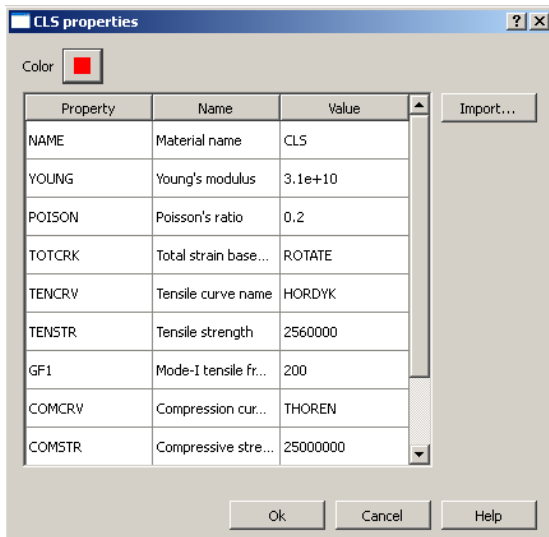 CLS properties
Color
Property Name Value
Import...
NAME Material name CLS
YOUNG Young's modulus 3.1e+10
POISON Poisson's ratio 0.2
TOTCRK Total strain base... ROTATE
TENCRV Tensile curve name HORDYK
TENSTR Tensile strength 2560000
GF1 Mode-I tensile fr... 200
COMCRV Compression cur... THOREN
COMSTR Compressive stre... 25000000
Ok Cancel Help